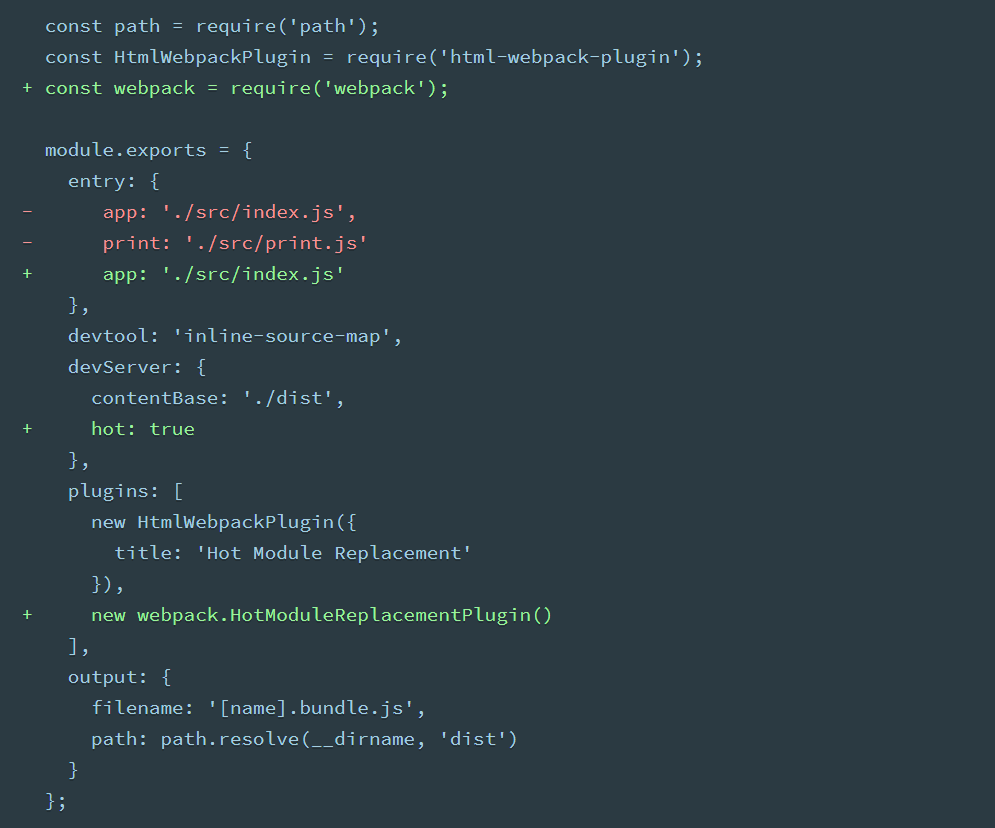 const path = require('path');
  const HtmlWebpackPlugin = require('html-webpack-plugin');
+ const webpack = require('webpack');

  module.exports = {
    entry: {
-      app: './src/index.js',
-      print: './src/print.js'
+      app: './src/index.js'
    },
    devtool: 'inline-source-map',
    devServer: {
      contentBase: './dist',
+     hot: true
    },
    plugins: [
      new HtmlWebpackPlugin({
        title: 'Hot Module Replacement'
      }),
+     new webpack.HotModuleReplacementPlugin()
    ],
    output: {
      filename: '[name].bundle.js',
      path: path.resolve(__dirname, 'dist')
    }
  };